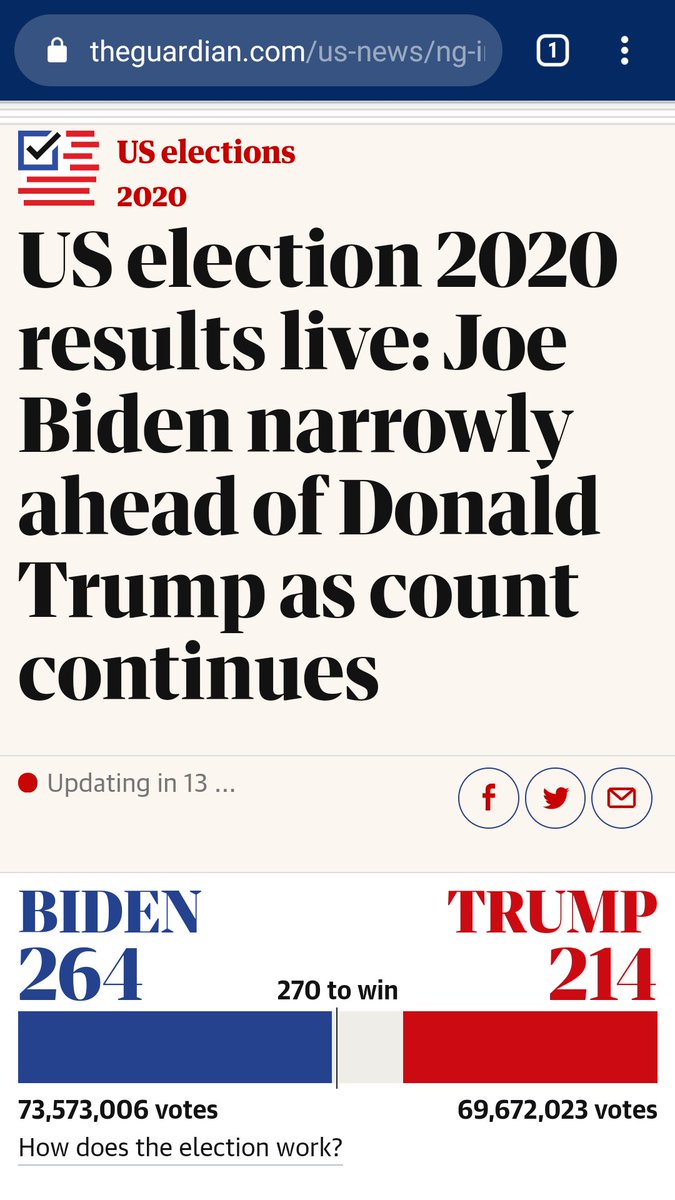 theguardian.com/us-news/ng-i
1
US elections
2020
US election 2020
results live: Joe
Biden narrowly
ahead of Donald
Trump as count
continues
Updating in 13 ...
BIDEN
TRUMP
264
270 to win
214
73,573,006 votes
69,672,023 votes
How does the election work?